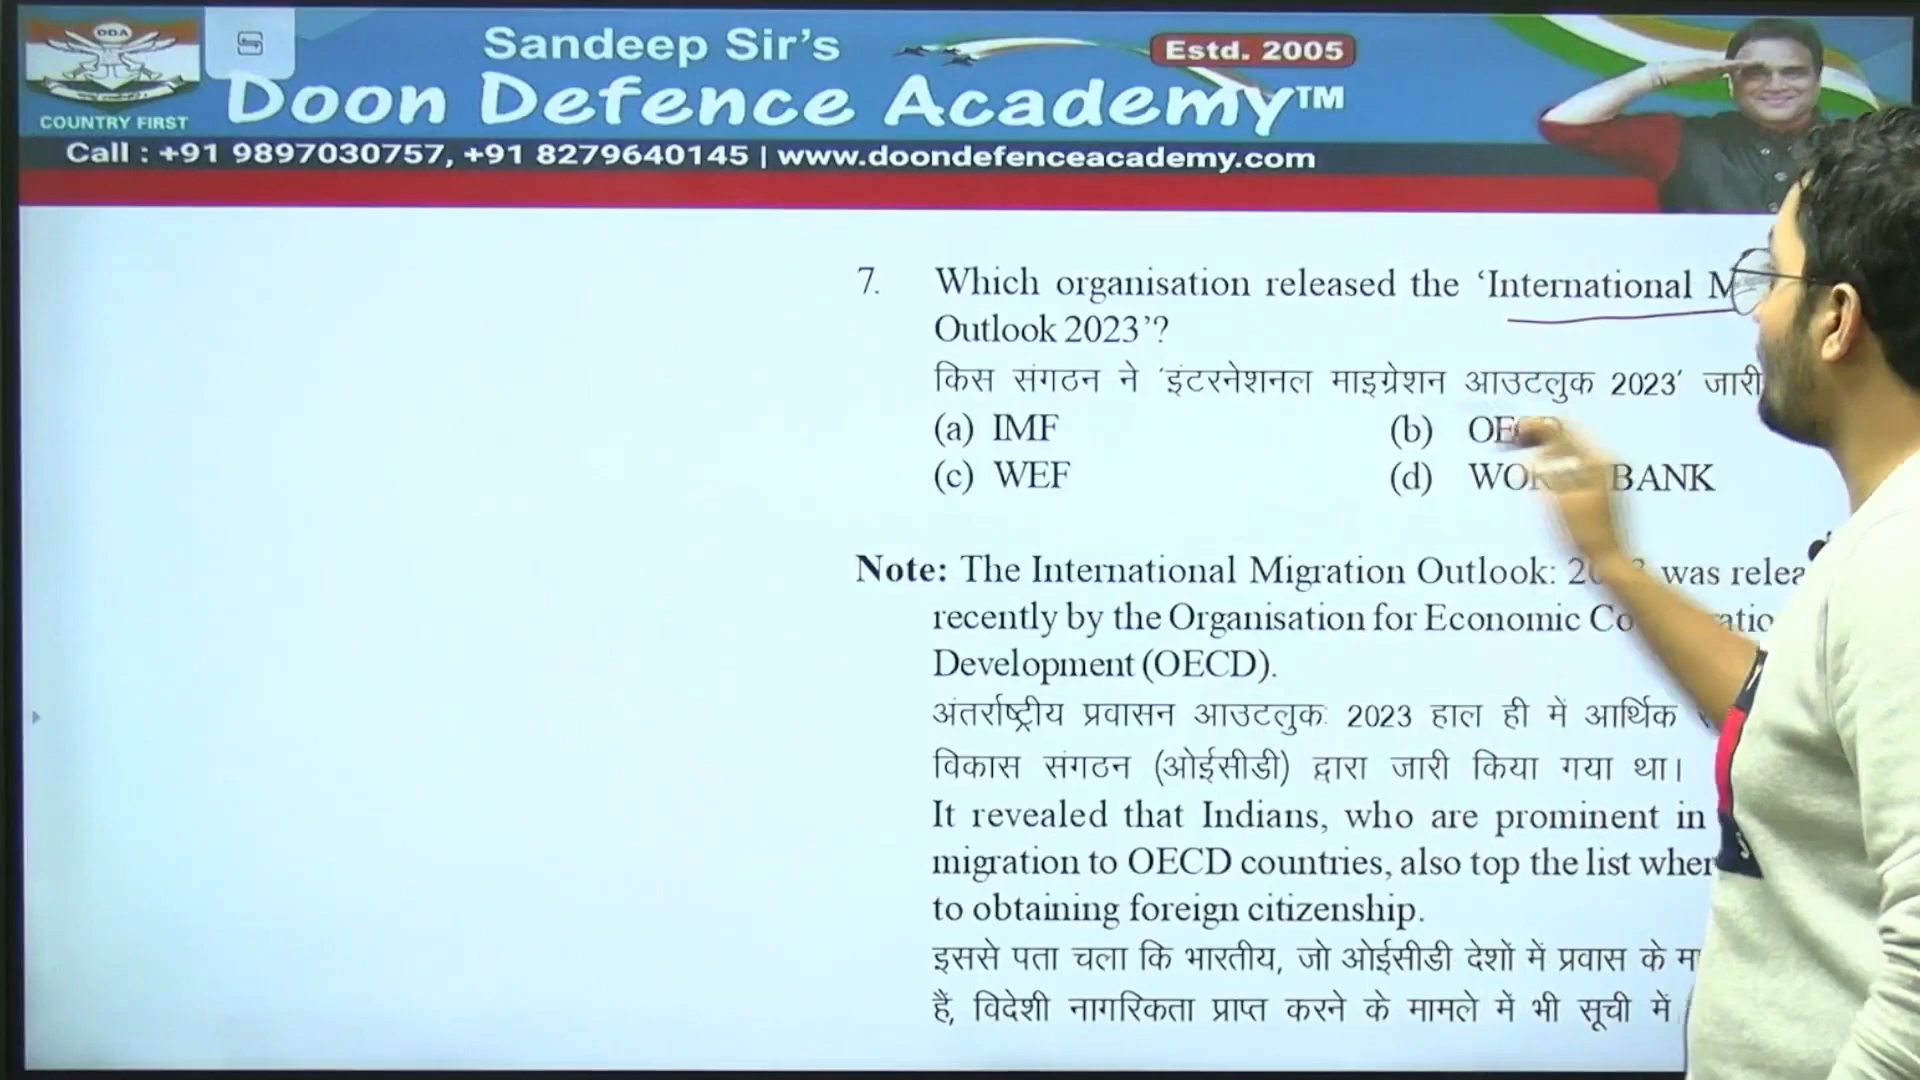 DDA
COUNTRY FIRST
Sandeep Sir's
Estd. 2005
Doon Defence Academy™
Call : +91 9897030757, +91 8279640145 | www.doondefenceacademy.com
7. Which organisation released the ‘International
Outlook 2023’?
किस संगठन ने ‘इंटरनेशनल माइग्रेशन आउटलुक 2023’ जारी
(a) IMF (b)
(c) WEF (d) BANK
Note: The International Migration Outlook: was
recently by the Organisation for Economic
Development (OECD).
अंतर्राष्ट्रीय प्रवासन आउटलुक: 2023 हाल ही में आर्थिक
विकास संगठन (ओईसीडी) द्वारा जारी किया गया था।
It revealed that Indians, who are prominent in
migration to OECD countries, also top the list
to obtaining foreign citizenship.
इससे पता चला कि भारतीय, जो ओईसीडी देशों में प्रवास के
हैं, विदेशी नागरिकता प्राप्त करने के मामले में भी सूची में